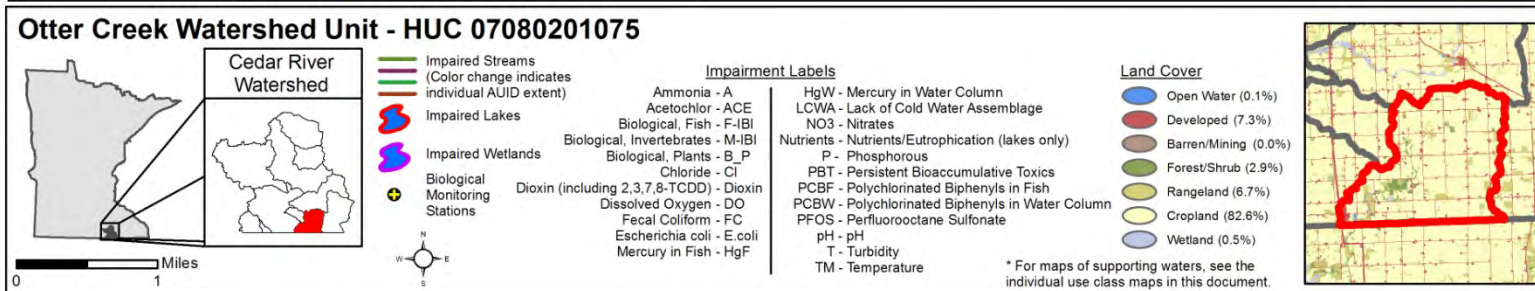 Otter Creek Watershed Unit - HUC 07080201075
Cedar River
Watershed
Miles
0
1
Impaired Streams
(Color change indicates
individual AUID extent)
Impaired Lakes
Impaired Wetlands
Biological
Monitoring
Stations
N
W
E
S
Impairment Labels
Ammonia - A
Acetochlor - ACE
Biological, Fish - F-IBI
Biological, Invertebrates - M-IBI
Biological, Plants - B_P
Chloride - Cl
Dioxin (including 2,3,7,8-TCDD) - Dioxin
Dissolved Oxygen - DO
Fecal Coliform - FC
Escherichia coli - E.coli
Mercury in Fish - HgF
HgW - Mercury in Water Column
LCWA - Lack of Cold Water Assemblage
NO3 - Nitrates
Nutrients - Nutrients/Eutrophication (lakes only)
P - Phosphorous
PBT - Persistent Bioaccumulative Toxics
PCBF - Polychlorinated Biphenyls in Fish
PCBW - Polychlorinated Biphenyls in Water Column
PFOS - Perfluorooctane Sulfonate
pH - pH
T - Turbidity
TM - Temperature
Land Cover
Open Water (0.1%)
Developed (7.3%)
Barren/Mining (0.0%)
Forest/Shrub (2.9%)
Rangeland (6.7%)
Cropland (82.6%)
Wetland (0.5%)
* For maps of supporting waters, see the
individual use class maps in this document.